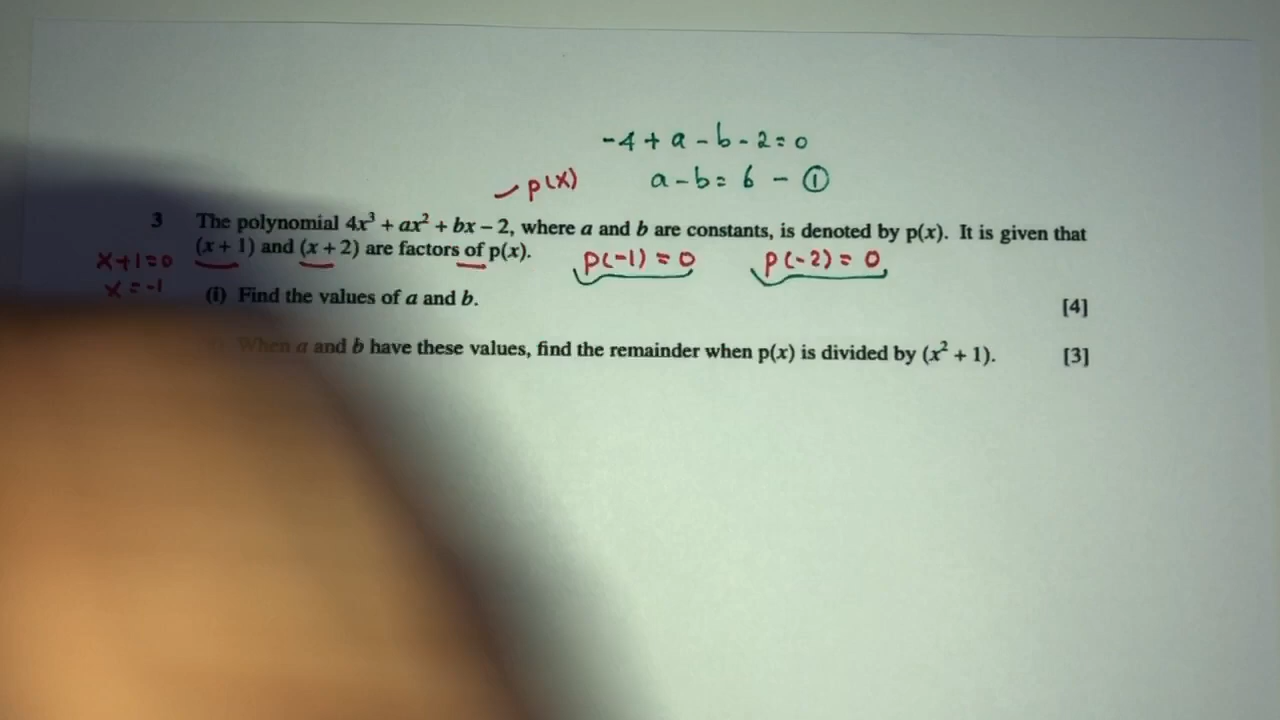 -4 + a - b - 2 = 0
p(x) a - b = 6 - ①
3 The polynomial 4x³ + ax² + bx − 2, where a and b are constants, is denoted by p(x). It is given that
(x + 1) and (x + 2) are factors of p(x). P(-1) = 0 P(-2) = 0
x+1=0
x = -1
(i) Find the values of a and b. [4]
When a and b have these values, find the remainder when p(x) is divided by (x² + 1). [3]